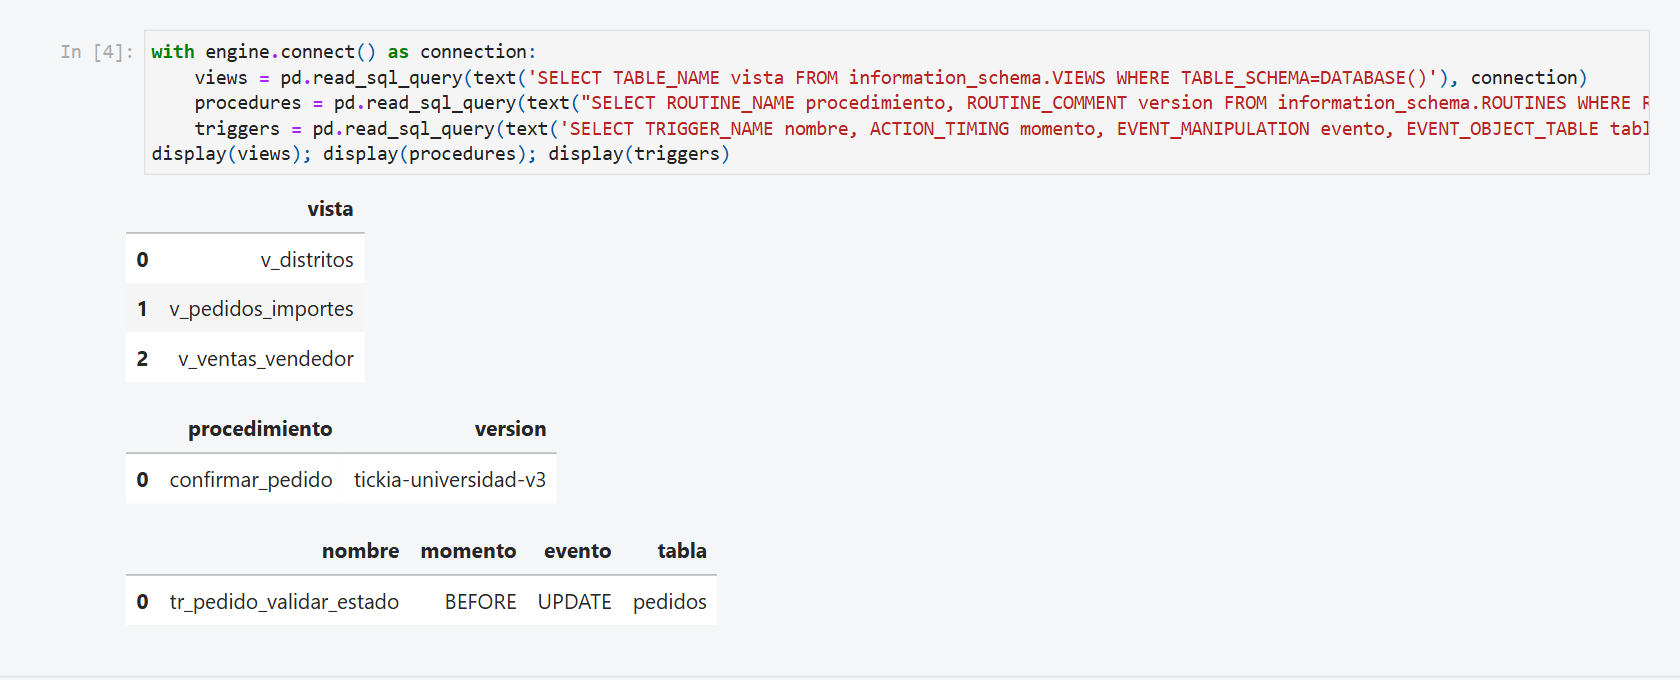 In [4]: with engine.connect() as connection:
views = pd.read_sql_query(text('SELECT TABLE_NAME vista FROM information_schema.VIEWS WHERE TABLE_SCHEMA=DATABASE()'), connection)
procedures = pd.read_sql_query(text("SELECT ROUTINE_NAME procedimiento, ROUTINE_COMMENT version FROM information_schema.ROUTINES WHERE
triggers = pd.read_sql_query(text('SELECT TRIGGER_NAME nombre, ACTION_TIMING momento, EVENT_MANIPULATION evento, EVENT_OBJECT_TABLE tabl
display(views); display(procedures); display(triggers)
vista
0 v_distritos
1 v_pedidos_importes
2 v_ventas_vendedor
procedimiento version
0 confirmar_pedido tickia-universidad-v3
nombre momento evento tabla
0 tr_pedido_validar_estado BEFORE UPDATE pedidos